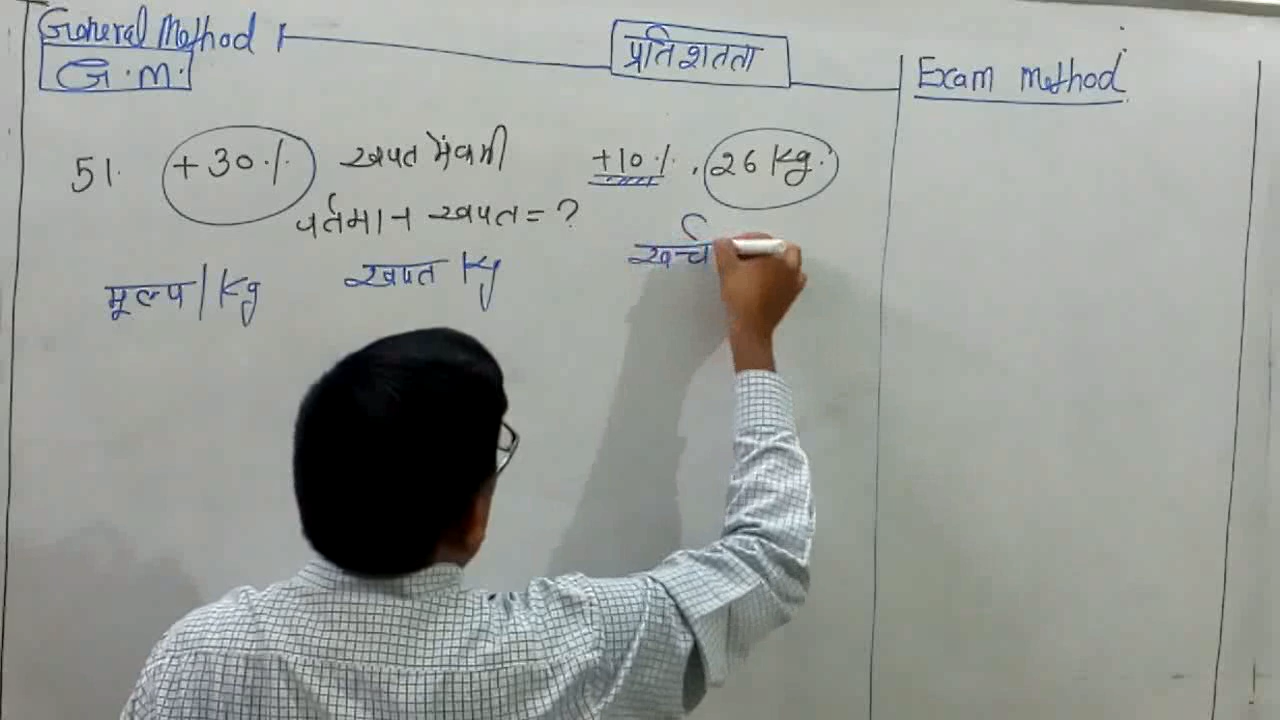 General Method
G.M.
प्रतिशतता
Exam Method
51. +30% खपत में कमी +10%, 26 Kg.
वर्तमान खपत = ?
मूल्य/Kg खपत Kg खर्च